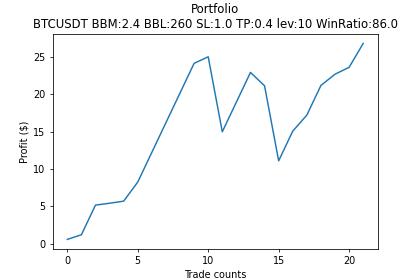 Portfolio
BTCUSDT BBM:2.4 BBL:260 SL:1.0 TP:0.4 lev:10 WinRatio:86.0
25
20
15
10
5
0
Profit ($)
0 5 10 15 20
Trade counts